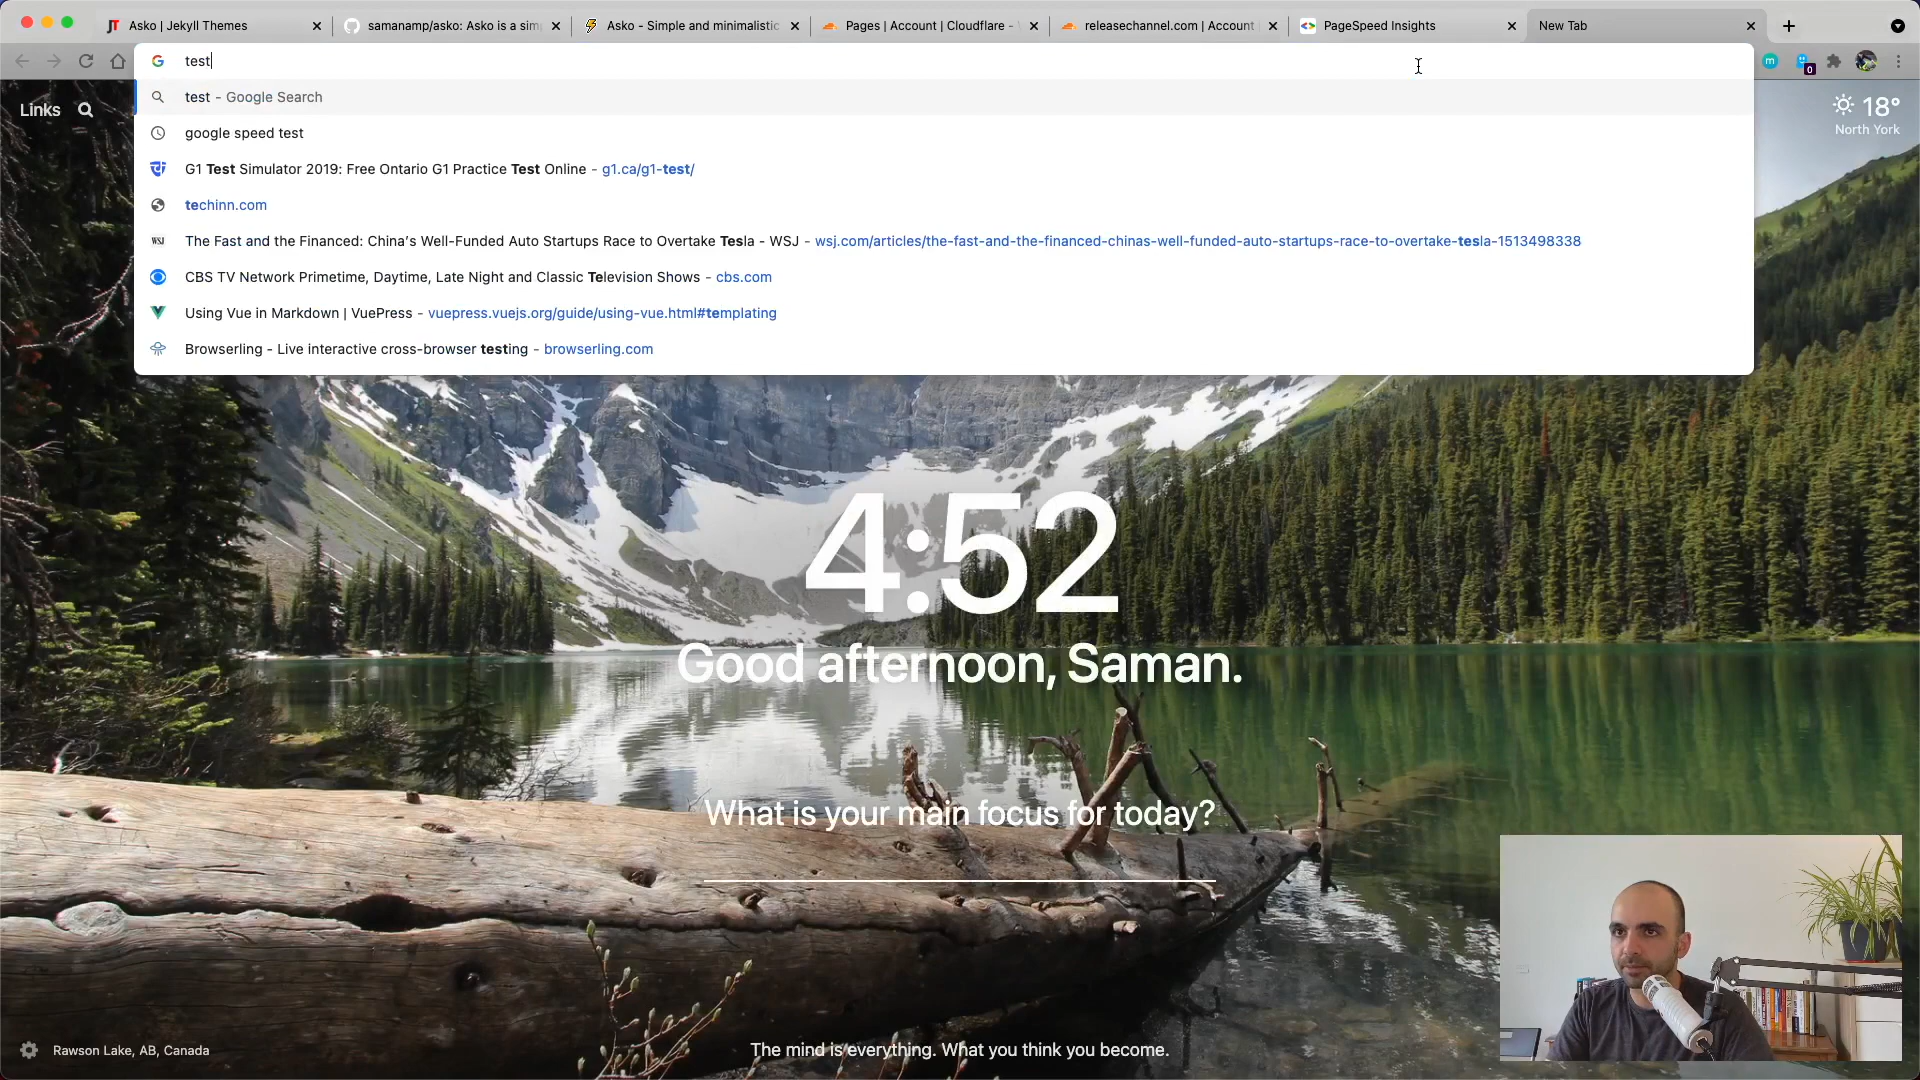 Asko | Jekyll Themes
samanamp/asko: Asko is a sim
Asko - Simple and minimalistic
Pages | Account | Cloudflare -
releasechannel.com | Account
PageSpeed Insights
New Tab
test
m
0
test - Google Search
google speed test
G1 Test Simulator 2019: Free Ontario G1 Practice Test Online - g1.ca/g1-test/
techinn.com
WSJ
The Fast and the Financed: China's Well-Funded Auto Startups Race to Overtake Tesla - WSJ - wsj.com/articles/the-fast-and-the-financed-chinas-well-funded-auto-startups-race-to-overtake-tesla-1513498338
CBS TV Network Primetime, Daytime, Late Night and Classic Television Shows - cbs.com
Using Vue in Markdown | VuePress - vuepress.vuejs.org/guide/using-vue.html#templating
Browserling - Live interactive cross-browser testing - browserling.com
Links
18°
North York
4:52
Good afternoon, Saman.
What is your main focus for today?
Rawson Lake, AB, Canada
The mind is everything. What you think you become.